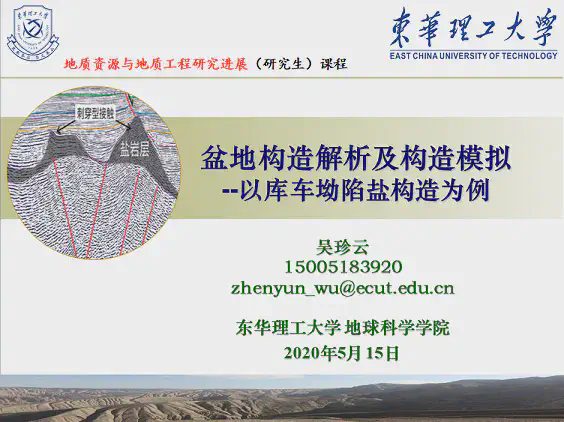 東華理工大學
EAST CHINA UNIVERSITY OF TECHNOLOGY
地质资源与地质工程研究进展（研究生）课程
刺穿型接触
盐岩层
盆地构造解析及构造模拟
--以库车坳陷盐构造为例
吴珍云
15005183920
zhenyun_wu@ecut.edu.cn
东华理工大学 地球科学学院
2020年5月15日